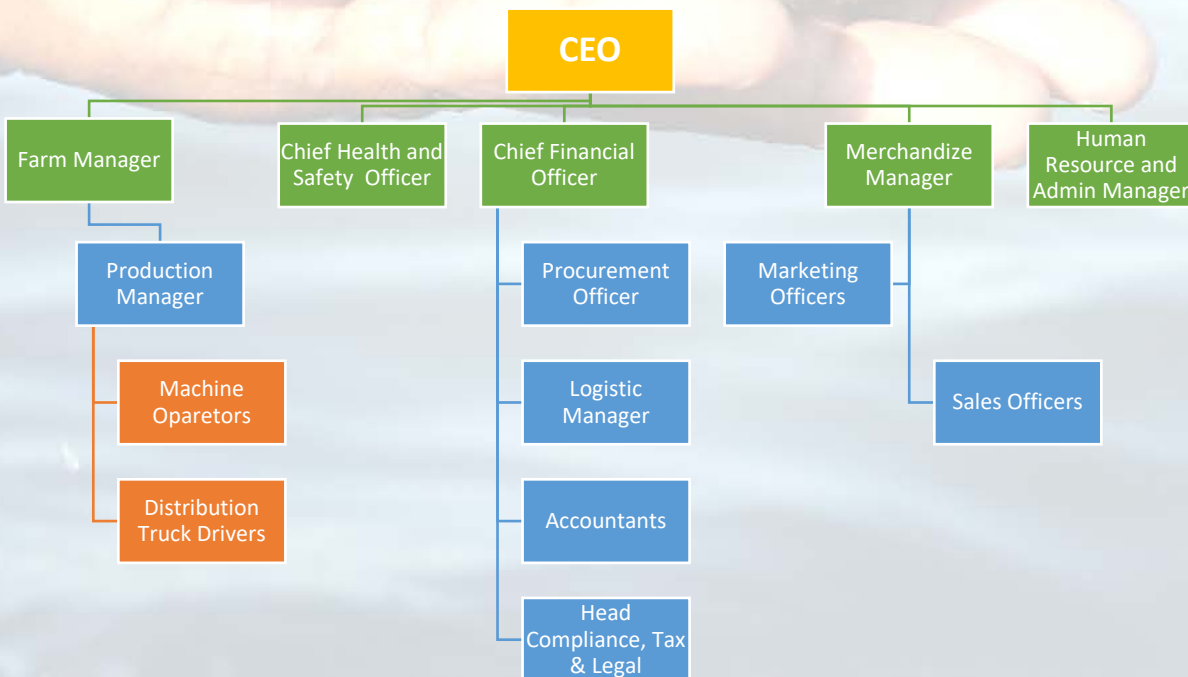 CEO
Farm Manager
Chief Health and
Safety  Officer
Chief Financial
Officer
Merchandize
Manager
Human
Resource and
Admin Manager
Production
Manager
Procurement
Officer
Marketing
Officers
Machine
Oparetors
Logistic
Manager
Sales Officers
Distribution
Truck Drivers
Accountants
Head
Compliance, Tax
& Legal